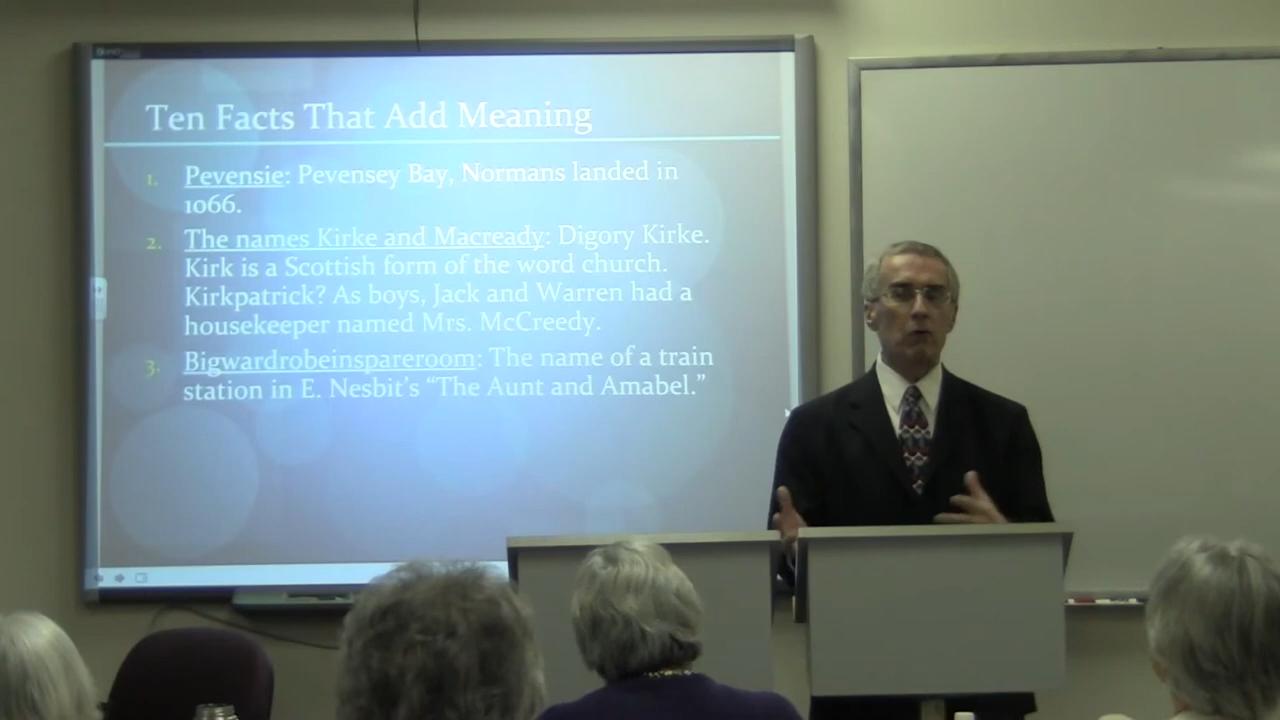 Ten Facts That Add Meaning
1. Pevensie: Pevensey Bay, Normans landed in
1066.
2. The names Kirke and Macready: Digory Kirke.
Kirk is a Scottish form of the word church.
Kirkpatrick? As boys, Jack and Warren had a
housekeeper named Mrs. McCreedy.
3. Bigwardrobeinspareroom: The name of a train
station in E. Nesbit's “The Aunt and Amabel.”